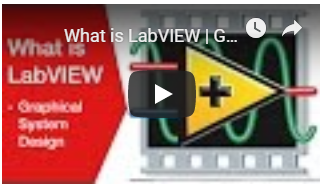 What is LabVIEW | G...
What is
LabVIEW
- Graphical
System
Design